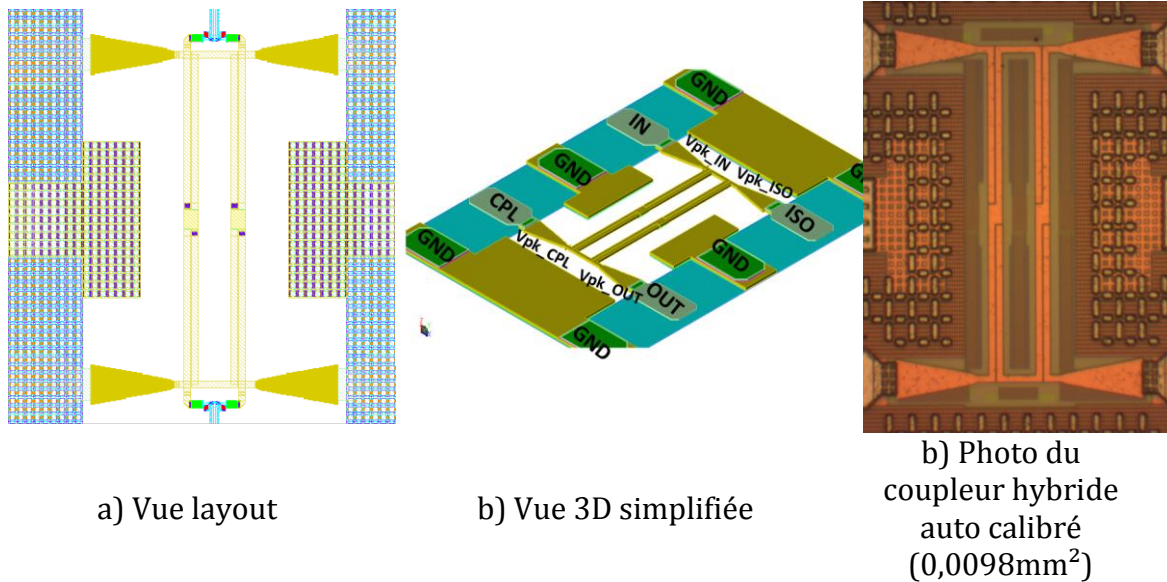 GND
IN
Vpk_IN Vpk_ISO
GND
GND
CPL
ISO
GND
Vpk_CPL Vpk_OUT
GND
OUT
GND
a) Vue layout
b) Vue 3D simplifiée
b) Photo du
coupleur hybride
auto calibré
(0,0098mm²)